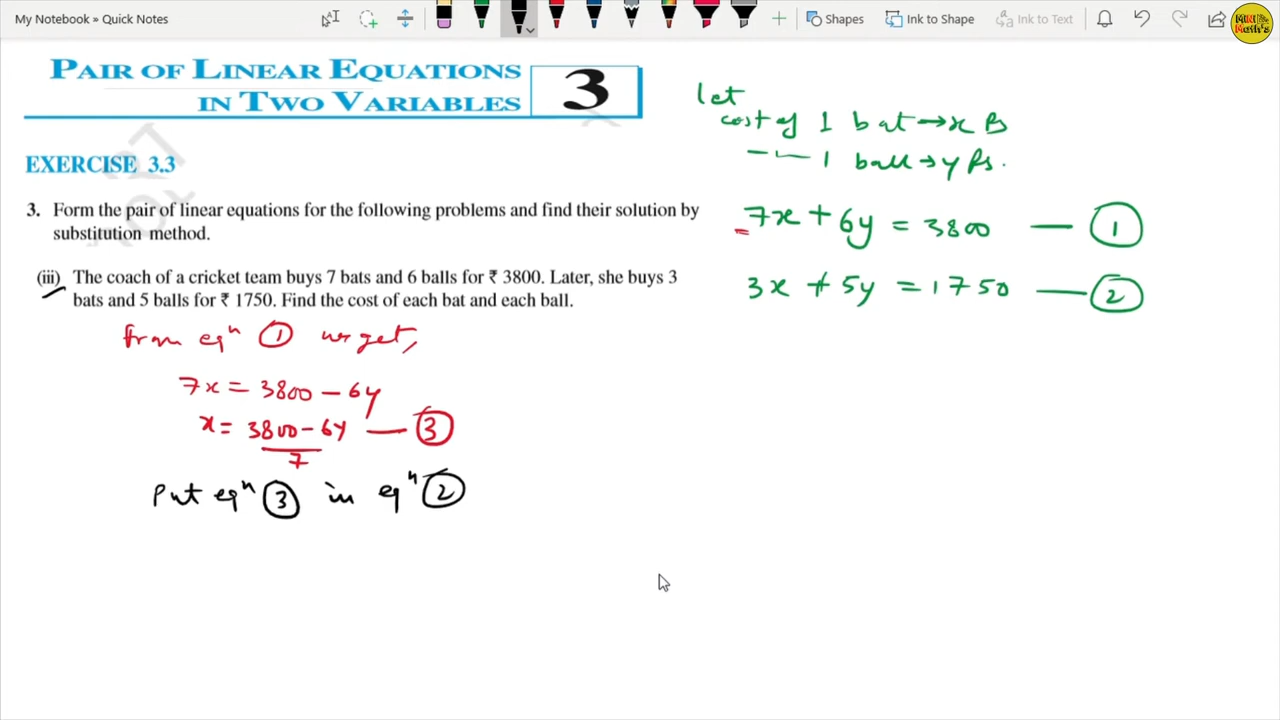 My Notebook » Quick Notes
Shapes
Ink to Shape
Ink to Text
PAIR OF LINEAR EQUATIONS
IN TWO VARIABLES
3
EXERCISE 3.3
3. Form the pair of linear equations for the following problems and find their solution by
substitution method.
(iii) The coach of a cricket team buys 7 bats and 6 balls for ₹ 3800. Later, she buys 3
bats and 5 balls for ₹ 1750. Find the cost of each bat and each ball.
from eqⁿ ① we get,
7x = 3800 - 6y
x = 3800 - 6y — ③
7
Put eqⁿ ③ in eqⁿ ②
let
cost of 1 bat → x Rs
1 ball → y Rs.
7x + 6y = 3800 — ①
3x + 5y = 1750 — ②